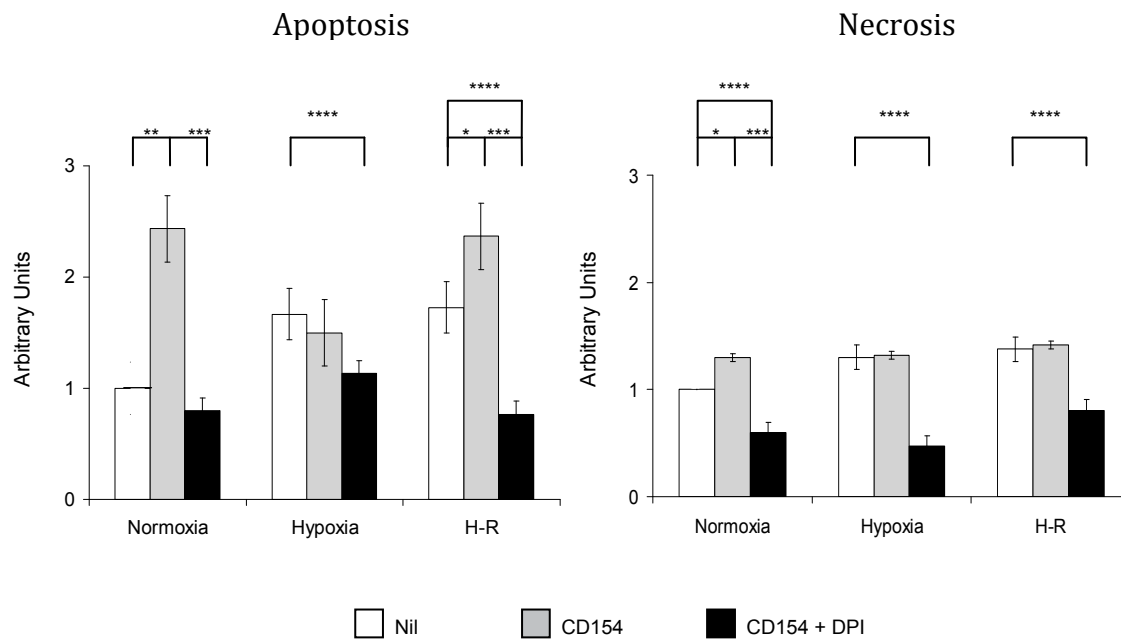 Apoptosis
****
****
** ***
* ***
3
2
1
0
Arbitrary Units
Normoxia Hypoxia H-R
Necrosis
****
****
****
* ***
3
2
1
0
Arbitrary Units
Normoxia Hypoxia H-R
Nil CD154 CD154 + DPI